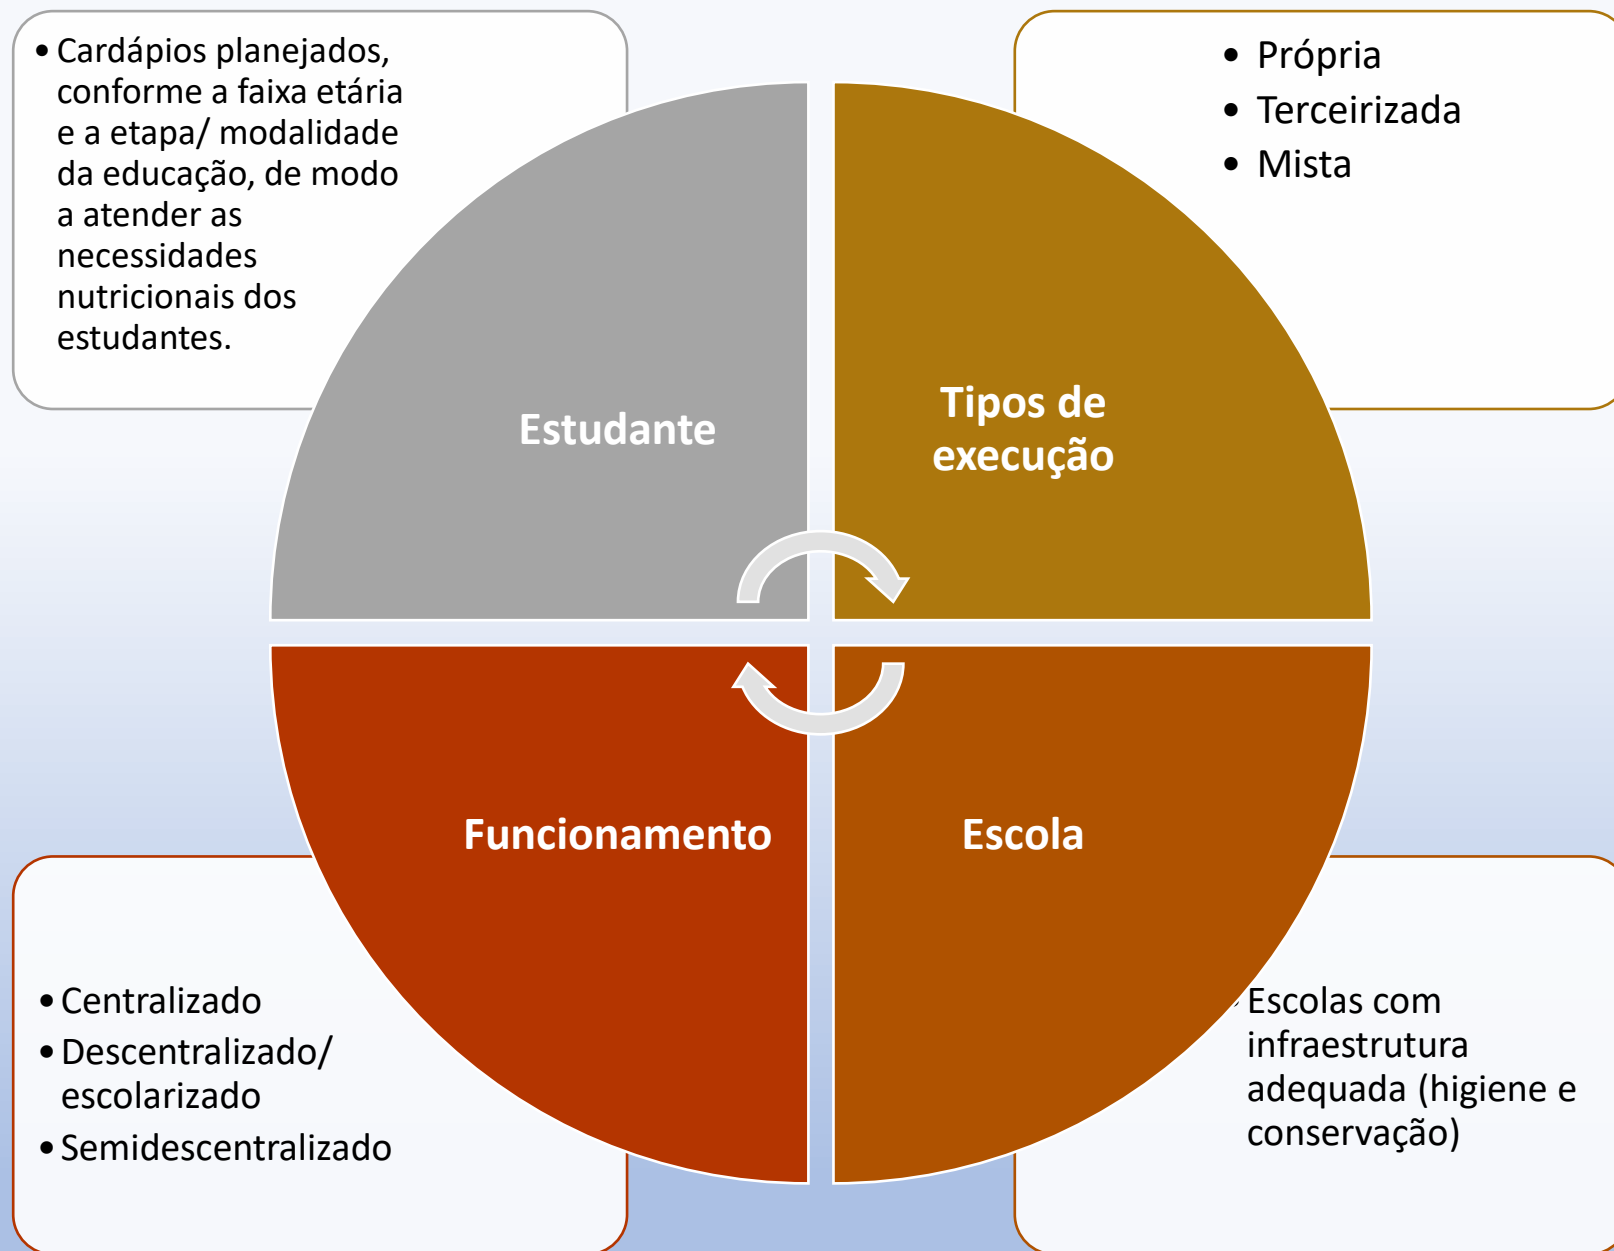 • Cardápios planejados,
conforme a faixa etária
e a etapa/ modalidade
da educação, de modo
a atender as
necessidades
nutricionais dos
estudantes.
• Própria
• Terceirizada
• Mista
Estudante
Tipos de
execução
Funcionamento
Escola
• Centralizado
• Descentralizado/
escolarizado
• Semidescentralizado
• Escolas com
infraestrutura
adequada (higiene e
conservação)